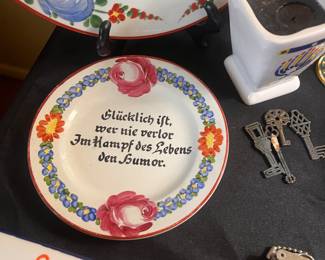 Glücklich ist,
wer nie verlor
Im Kampf des Lebens
den Humor.